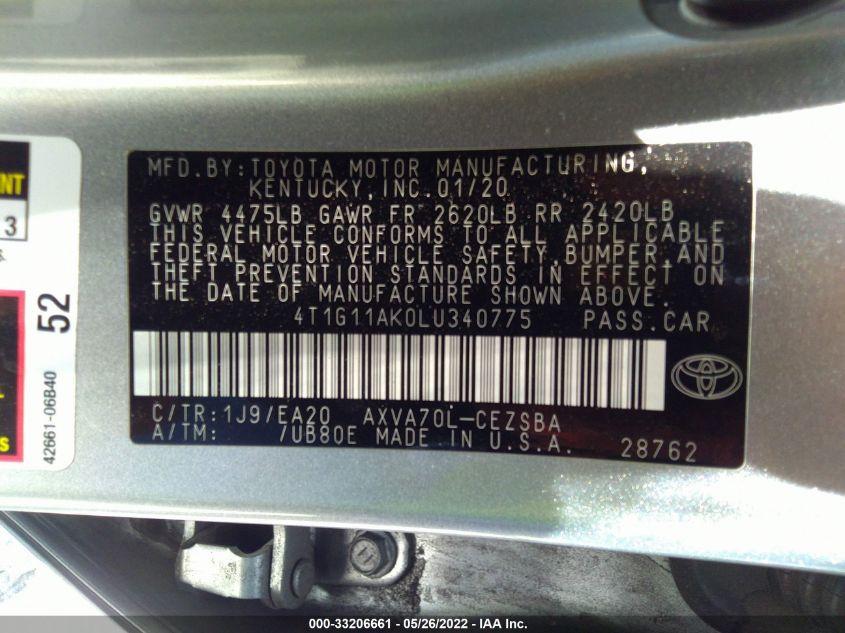 MFD.BY:TOYOTA MOTOR MANUFACTURING,
KENTUCKY,INC.01/20
GVWR 4475LB GAWR FR 2620LB RR 2420LB
THIS VEHICLE CONFORMS TO ALL APPLICABLE
FEDERAL MOTOR VEHICLE SAFETY,BUMPER,AND
THEFT PREVENTION STANDARDS IN EFFECT ON
THE DATE OF MANUFACTURE SHOWN ABOVE.
4T1G11AK0LU340775 PASS.CAR
C/TR:1J9/EA20 AXVA70L-CEZSBA
A/TM: /UB80E MADE IN U.S.A.
28762
NT
3
S
52
42661-06B40
000-33206661 — 05/26/2022 — IAA Inc.